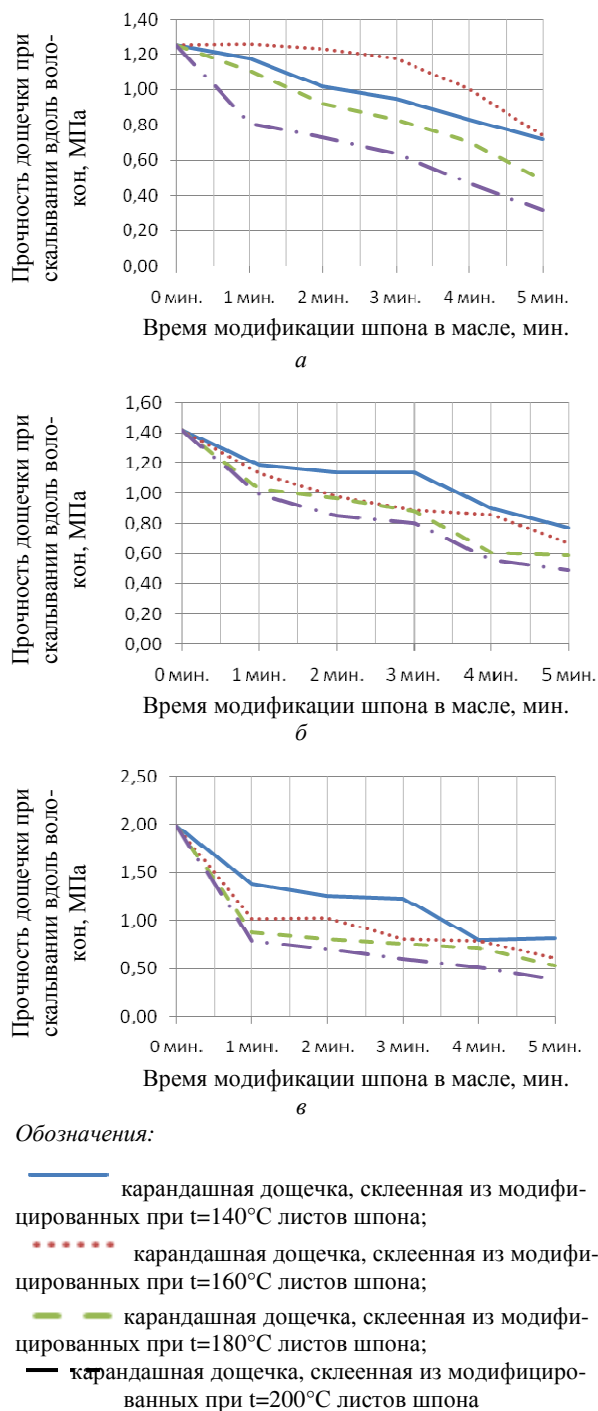 Прочность дощечки при
скалывании вдоль воло-
кон, МПа
1,40
1,20
1,00
0,80
0,60
0,40
0,20
0,00
0 мин. 1 мин. 2 мин. 3 мин. 4 мин. 5 мин.
Время модификации шпона в масле, мин.
а
Прочность дощечки при
скалывании вдоль воло-
кон, МПа
1,60
1,40
1,20
1,00
0,80
0,60
0,40
0,20
0,00
0 мин. 1 мин. 2 мин. 3 мин. 4 мин. 5 мин.
Время модификации шпона в масле, мин.
б
Прочность дощечки при
скалывании вдоль воло-
кон, МПа
2,50
2,00
1,50
1,00
0,50
0,00
0 мин. 1 мин. 2 мин. 3 мин. 4 мин. 5 мин.
Время модификации шпона в масле, мин.
в
Обозначения:
карандашная дощечка, склеенная из модифи-
цированных при t=140°С листов шпона;
карандашная дощечка, склеенная из модифи-
цированных при t=160°С листов шпона;
карандашная дощечка, склеенная из модифи-
цированных при t=180°С листов шпона;
карандашная дощечка, склеенная из модифициро-
ванных при t=200°С листов шпона